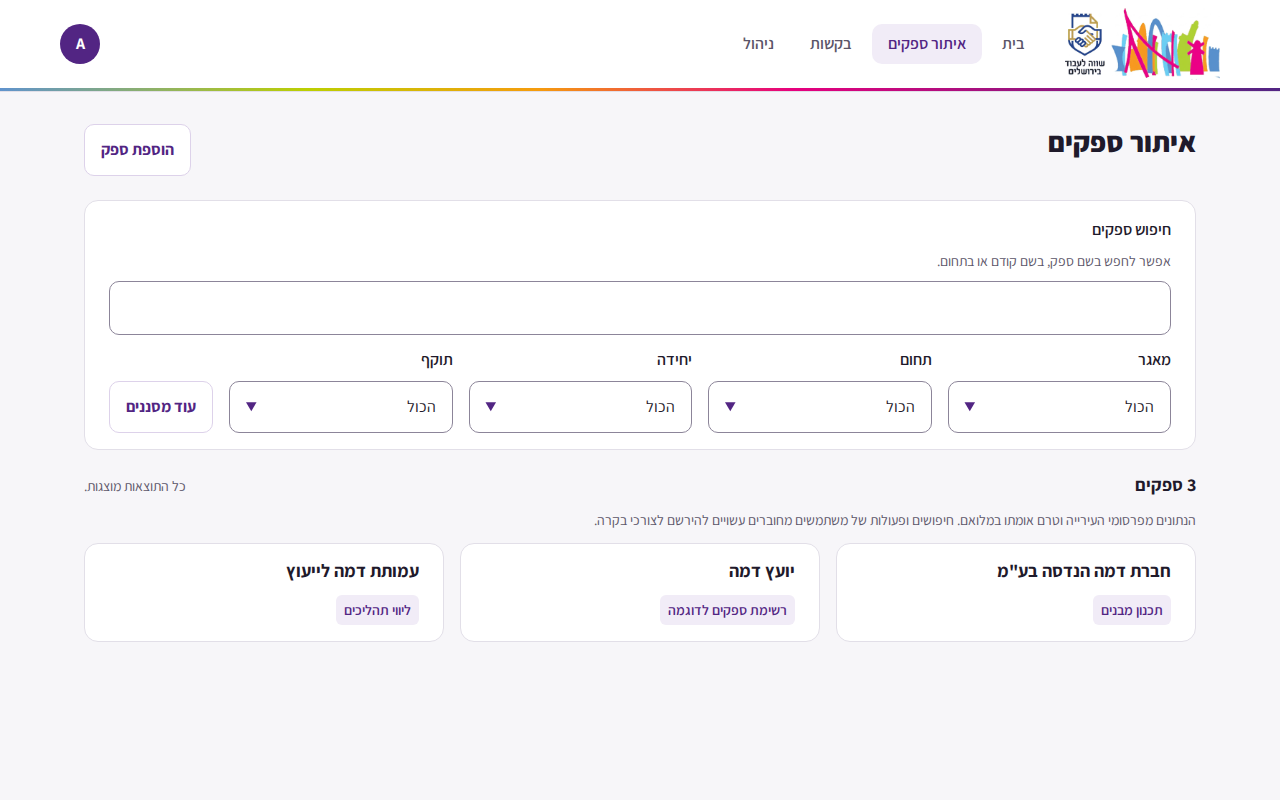 שווה לעבוד
בירושלים
בית
איתור ספקים
בקשות
ניהול
A
איתור ספקים
הוספת ספק
חיפוש ספקים
אפשר לחפש בשם ספק, בשם קודם או בתחום.
מאגר
תחום
יחידה
תוקף
הכול
הכול
הכול
הכול
עוד מסננים
3 ספקים
כל התוצאות מוצגות.
הנתונים מפרסומי העירייה וטרם אומתו במלואם. חיפושים ופעולות של משתמשים מחוברים עשויים להירשם לצורכי בקרה.
חברת דמה הנדסה בע"מ
תכנון מבנים
יועץ דמה
רשימת ספקים לדוגמה
עמותת דמה לייעוץ
ליווי תהליכים